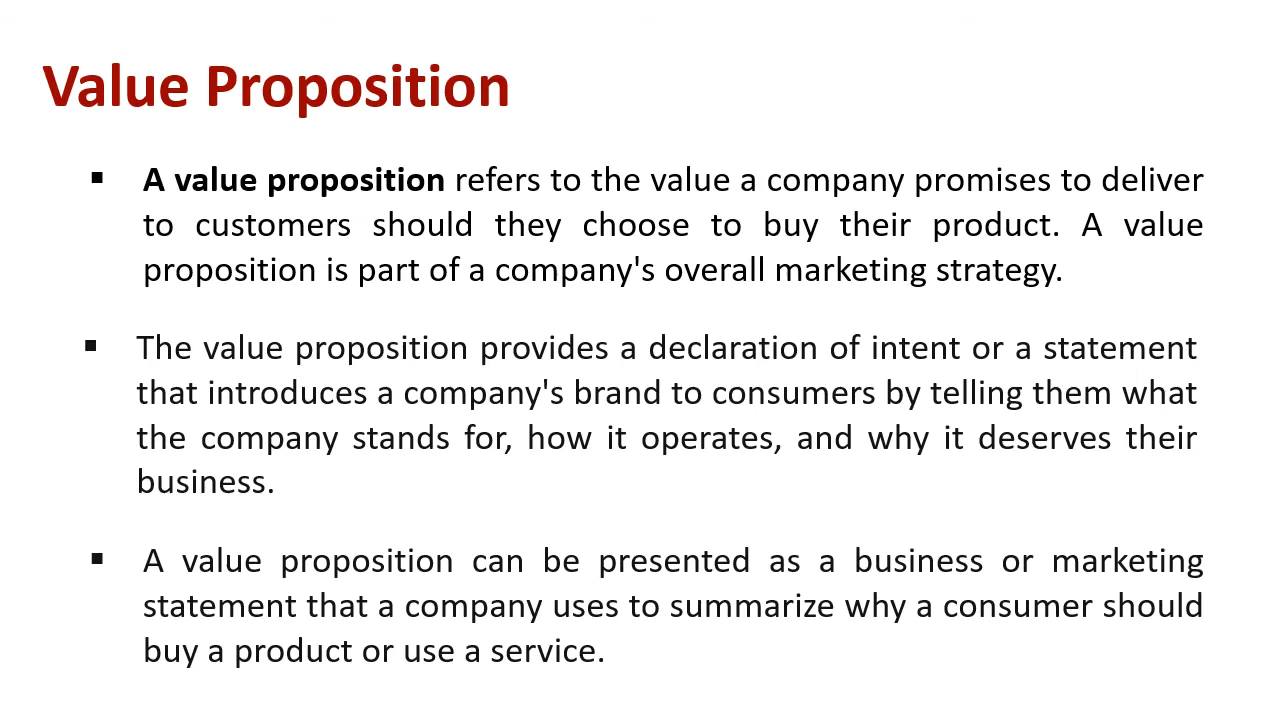 Value Proposition
▪ A value proposition refers to the value a company promises to deliver
to customers should they choose to buy their product. A value
proposition is part of a company's overall marketing strategy.
▪ The value proposition provides a declaration of intent or a statement
that introduces a company's brand to consumers by telling them what
the company stands for, how it operates, and why it deserves their
business.
▪ A value proposition can be presented as a business or marketing
statement that a company uses to summarize why a consumer should
buy a product or use a service.